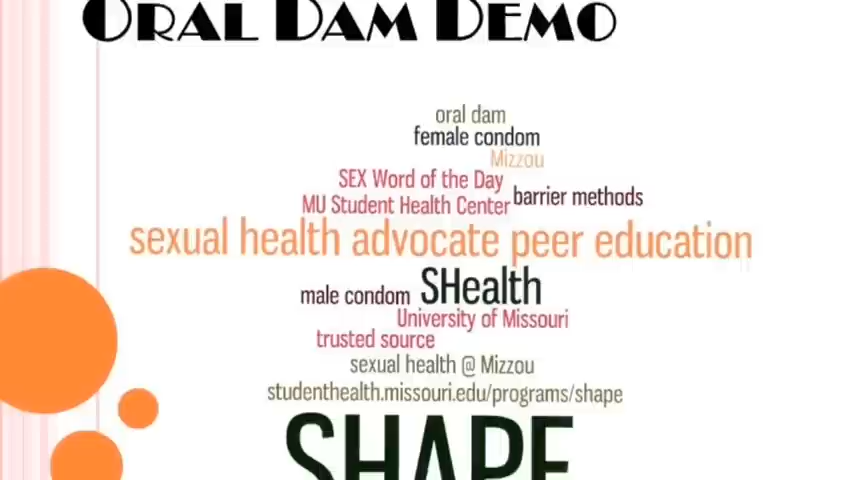 ORAL DAM DEMO
oral dam
female condom
Mizzou
SEX Word of the Day
barrier methods
MU Student Health Center
sexual health advocate peer education
male condom SHealth
University of Missouri
trusted source
sexual health @ Mizzou
studenthealth.missouri.edu/programs/shape
SHAPE